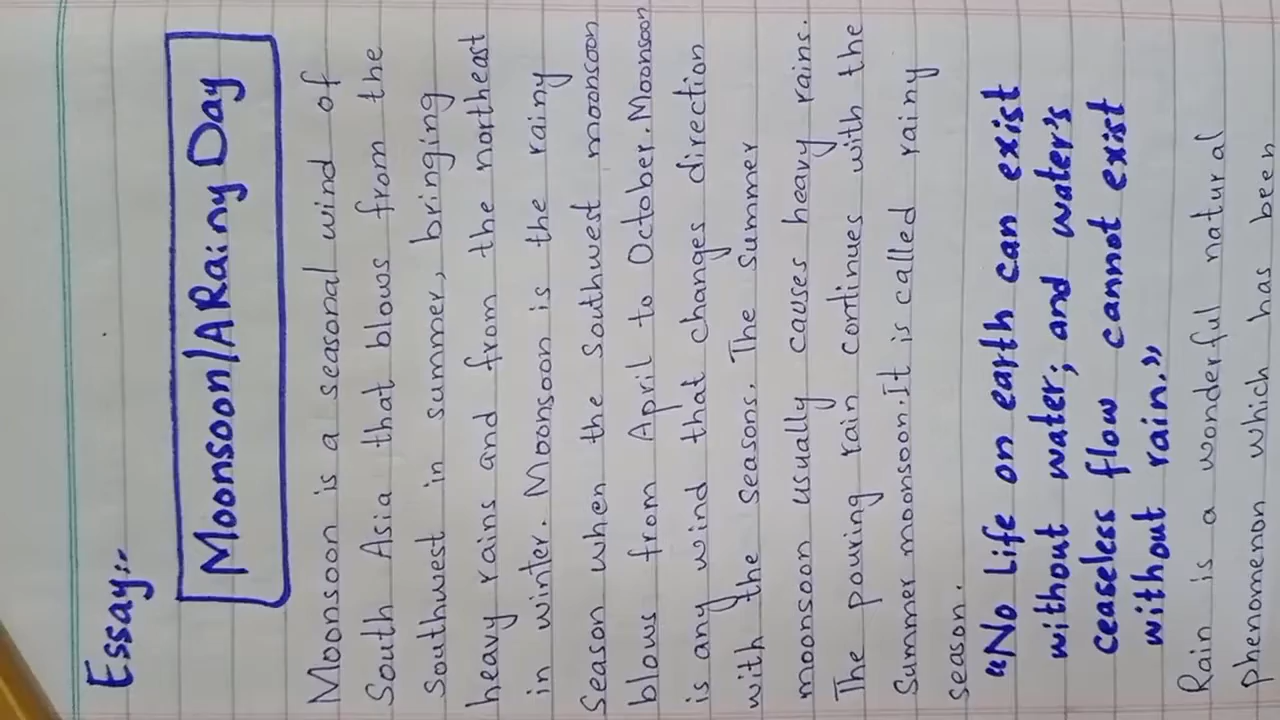 Essay:-
Moonsoon/A Rainy Day
Moonsoon is a seasonal wind of
South Asia that blows from the
southwest in summer, bringing
heavy rains and from the northeast
in winter. Moonsoon is the rainy
Season when the Southwest moonsoon
blows from April to October. Moonsoon
is any wind that changes direction
with the seasons. The summer
moonsoon usually causes heavy rains.
The pouring rain continues with the
Summer moonsoon. It is called rainy
season.
"No Life on earth can exist
without water; and water's
ceaseless flow cannot exist
without rain."
Rain is a wonderful natural
phenomenon which has been